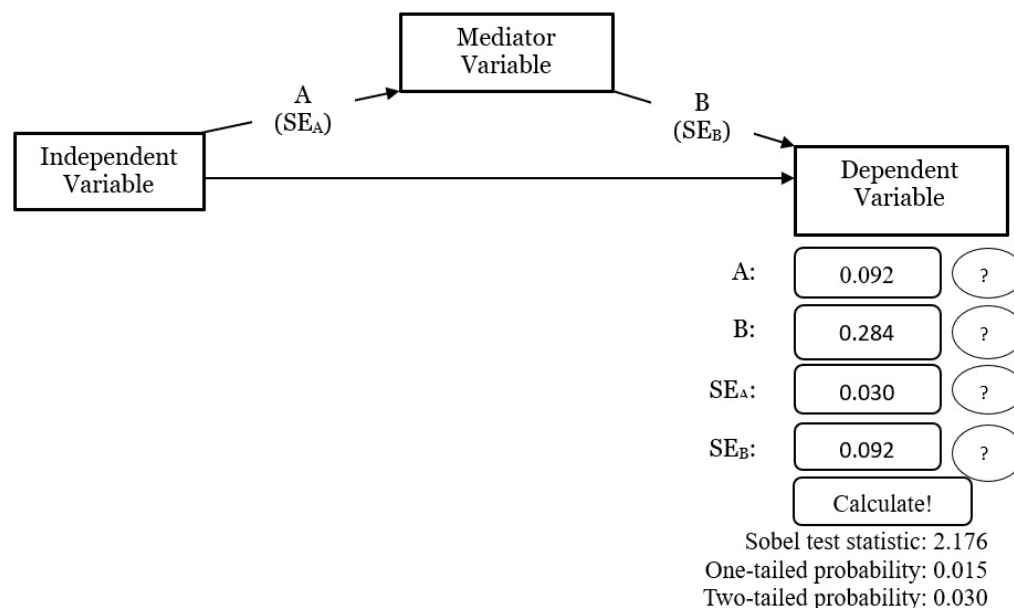 Mediator
Variable
A
(SEA)
B
(SEB)
Independent
Variable
Dependent
Variable
A: 0.092 ?
B: 0.284 ?
SEA: 0.030 ?
SEB: 0.092 ?
Calculate!
Sobel test statistic: 2.176
One-tailed probability: 0.015
Two-tailed probability: 0.030